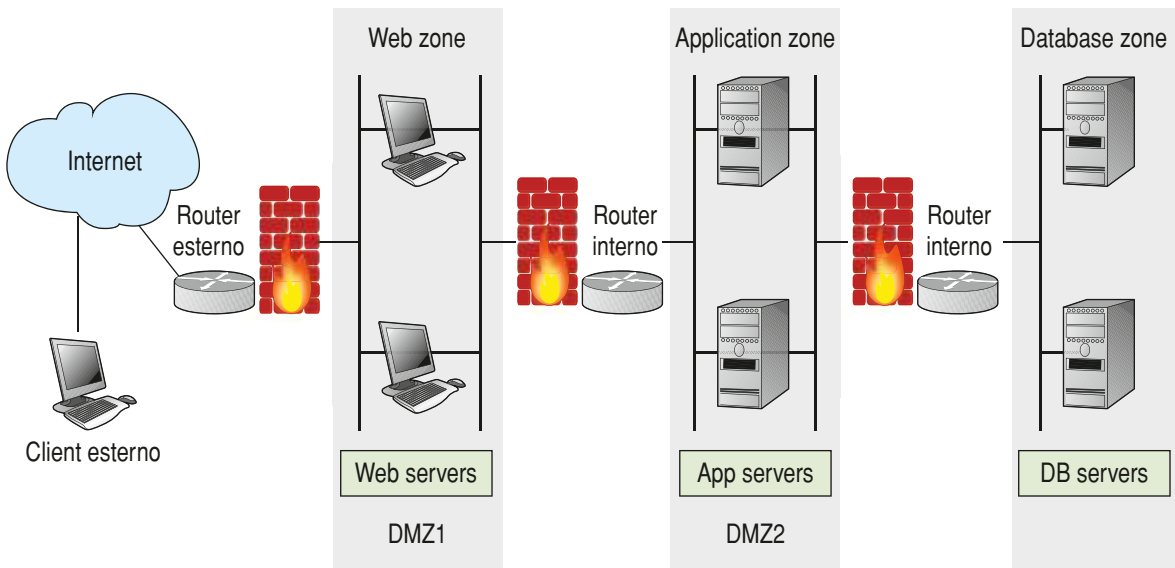 Web zone
Application zone
Database zone
Internet
Router
esterno
Router
interno
Router
interno
Client esterno
Web servers
App servers
DB servers
DMZ1
DMZ2